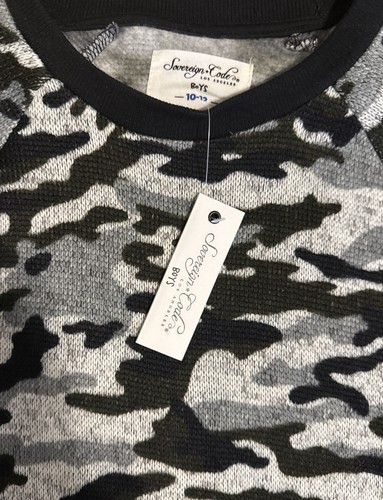 Sovereign Code®
LOS ANGELES
BOYS
— 10-12 —
Sovereign Code®
LOS ANGELES
BOYS